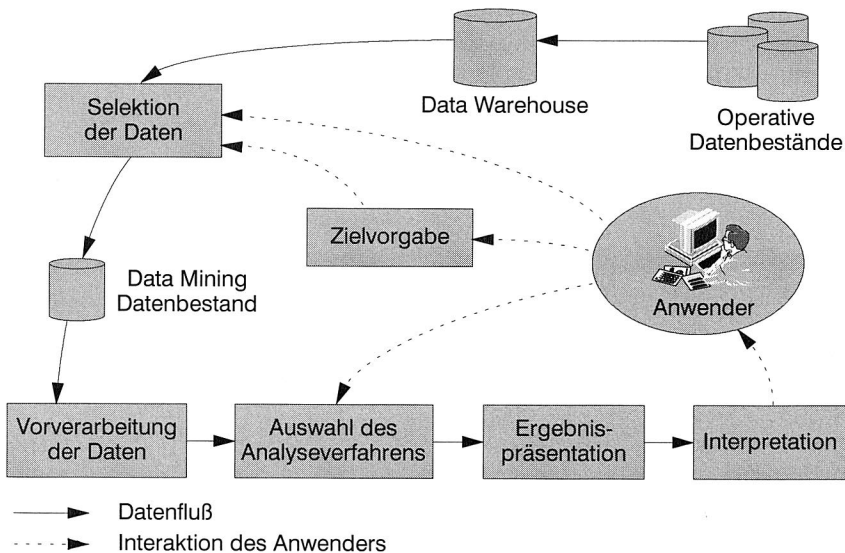 Selektion
der Daten
Data Warehouse
Operative
Datenbestände
Zielvorgabe
Data Mining
Datenbestand
Anwender
Vorverarbeitung
der Daten
Auswahl des
Analyseverfahrens
Ergebnis-
präsentation
Interpretation
Datenfluß
Interaktion des Anwenders